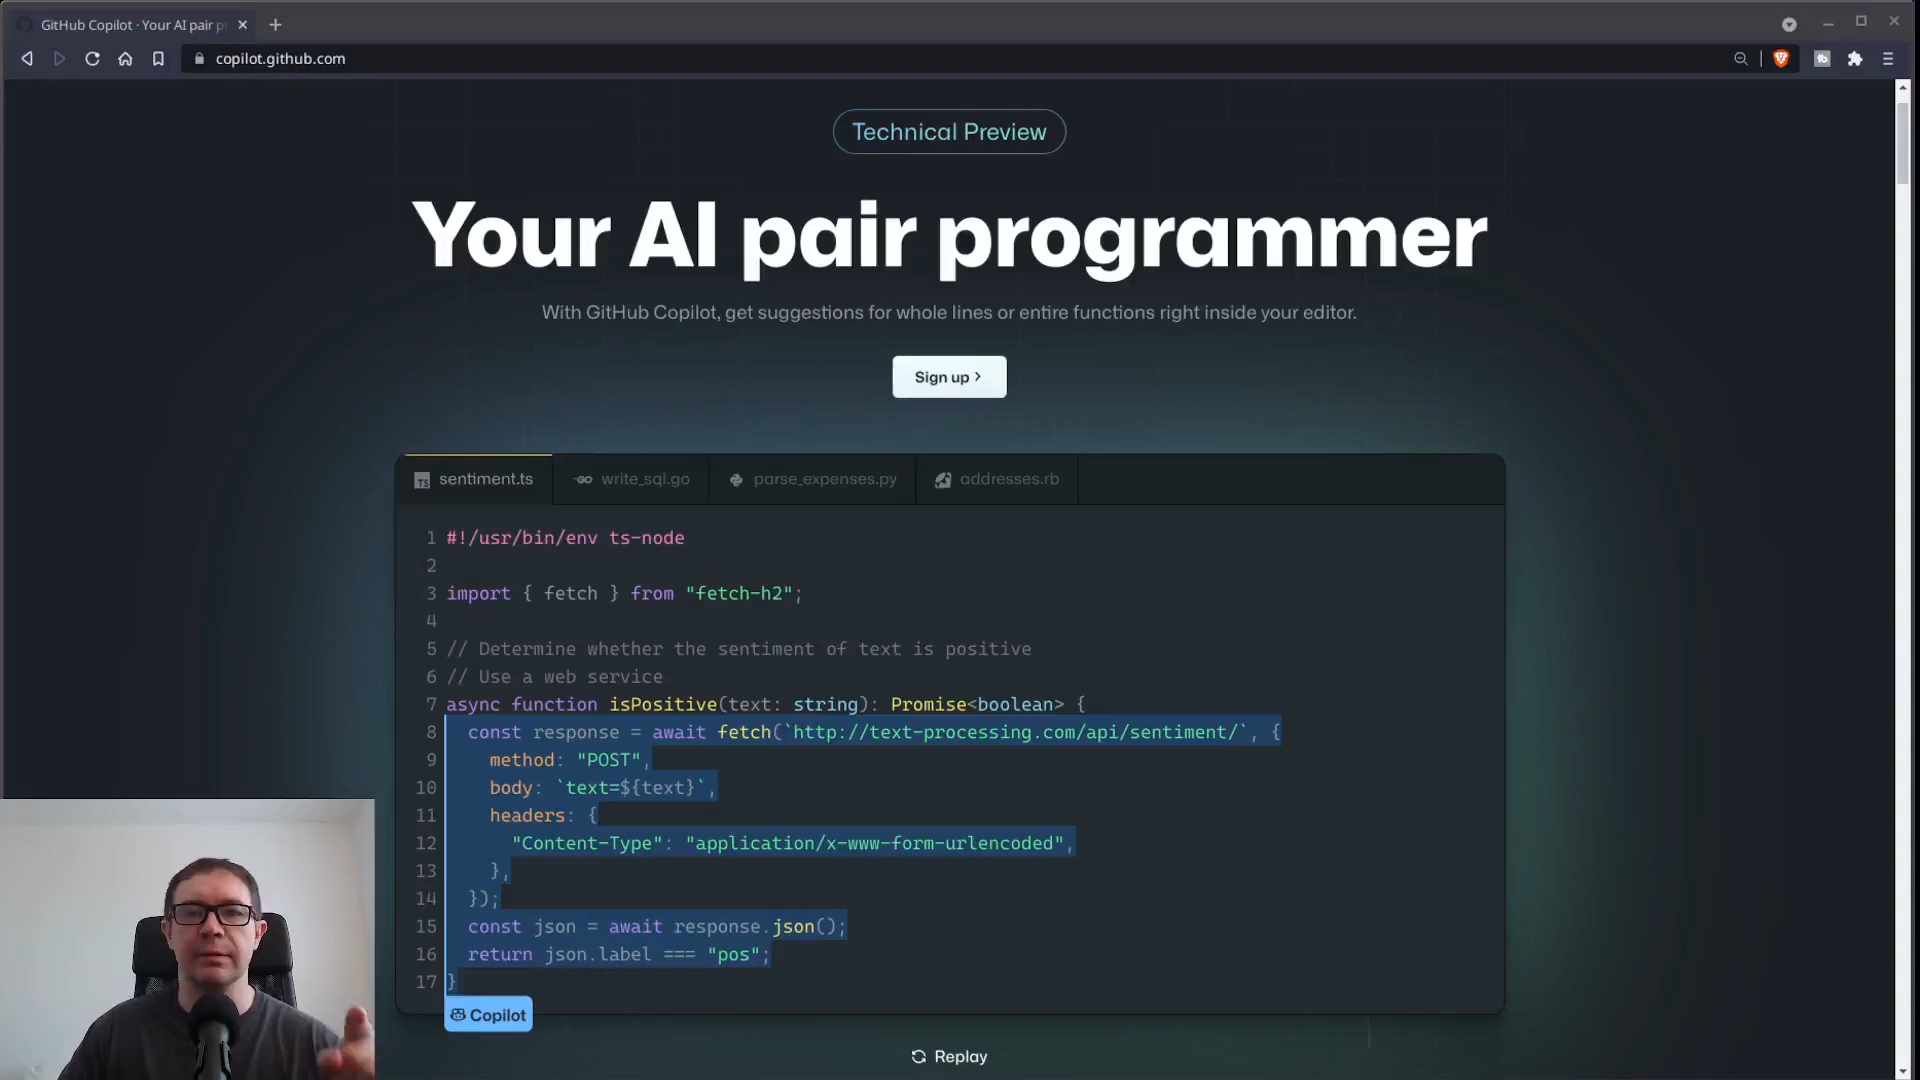 GitHub Copilot · Your AI pair p
copilot.github.com
Technical Preview
Your AI pair programmer
With GitHub Copilot, get suggestions for whole lines or entire functions right inside your editor.
Sign up >
TS sentiment.ts
GO write_sql.go
parse_expenses.py
addresses.rb
1 #!/usr/bin/env ts-node
2
3 import { fetch } from "fetch-h2";
4
5 // Determine whether the sentiment of text is positive
6 // Use a web service
7 async function isPositive(text: string): Promise<boolean> {
8 const response = await fetch(`http://text-processing.com/api/sentiment/`, {
9 method: "POST",
10 body: `text=${text}`,
11 headers: {
12 "Content-Type": "application/x-www-form-urlencoded",
13 },
14 });
15 const json = await response.json();
16 return json.label === "pos";
17 }
Copilot
Replay